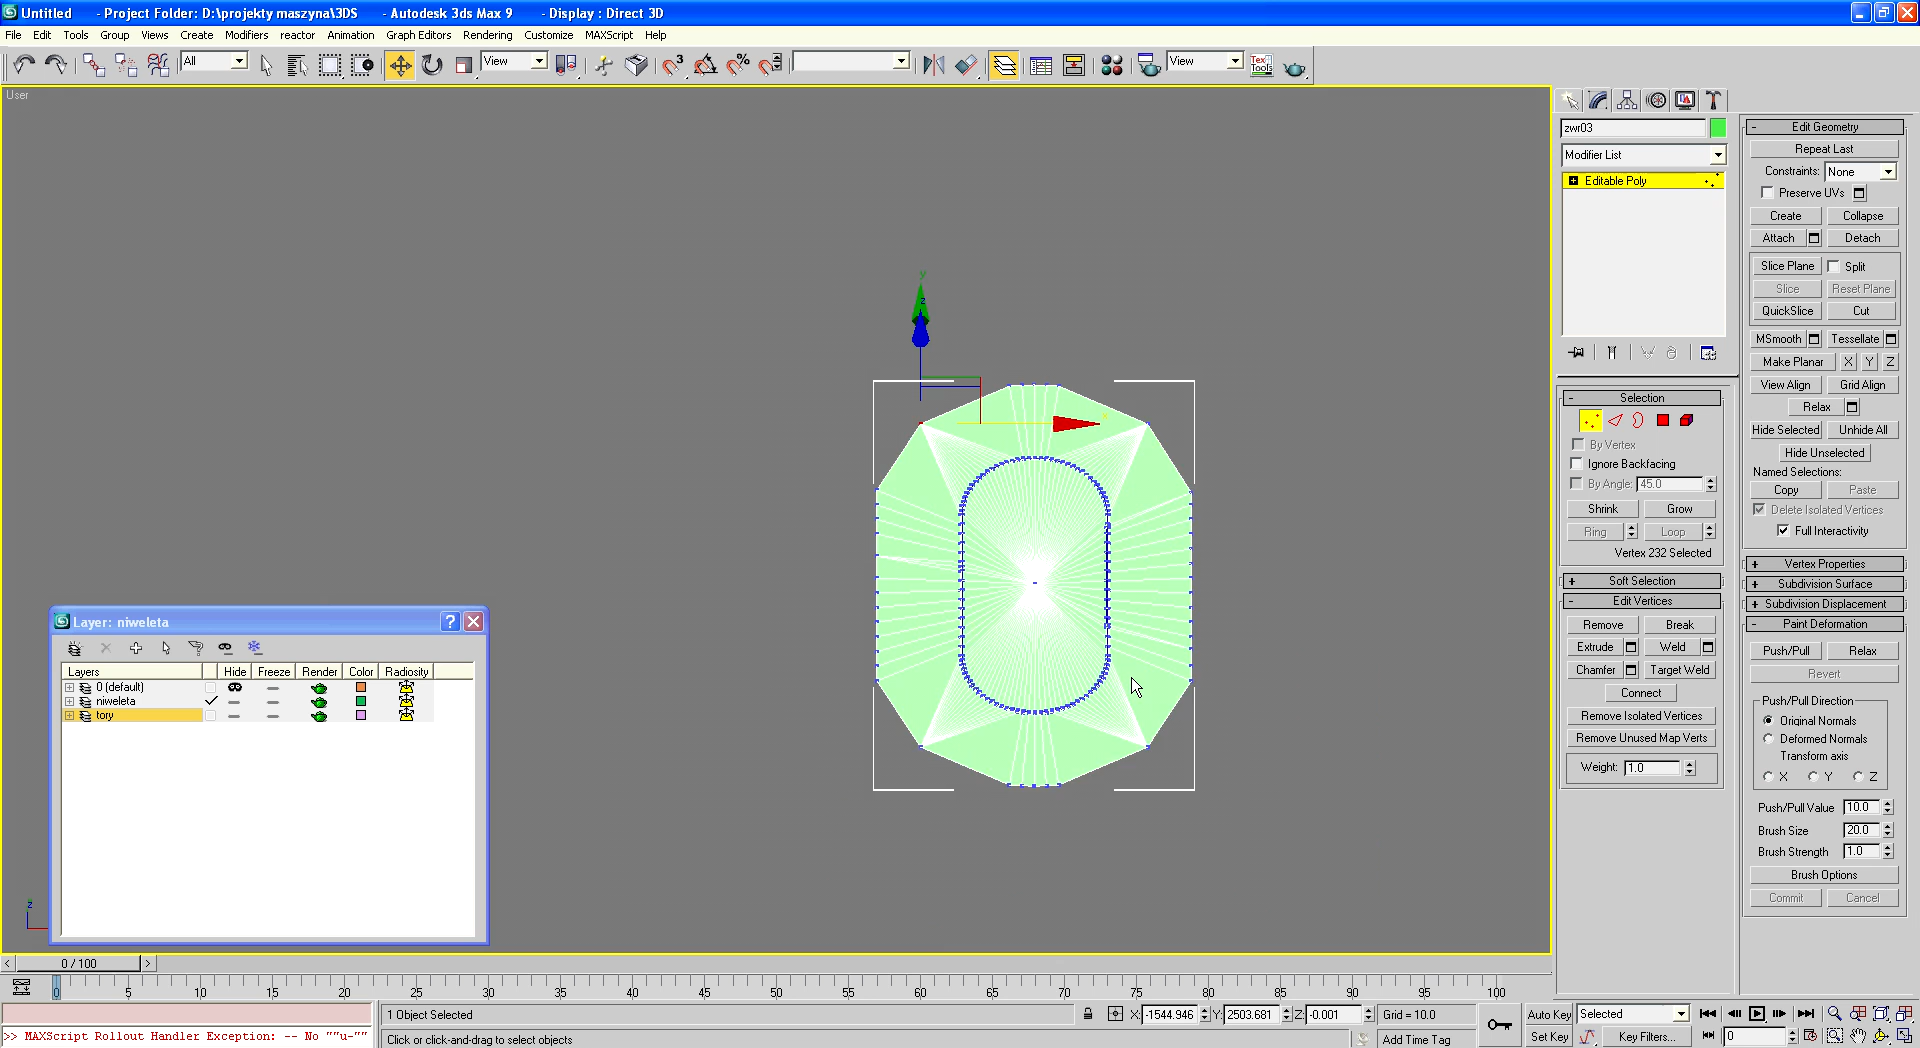 Untitled - Project Folder: D:\projekty maszyna\3DS - Autodesk 3ds Max 9 - Display : Direct 3D
File Edit Tools Group Views Create Modifiers reactor Animation Graph Editors Rendering Customize MAXScript Help
All View View Tex Tools
User
zwr03
Modifier List
Editable Poly
- Selection
By Vertex
Ignore Backfacing
By Angle: 45.0
Shrink Grow
Ring Loop
Vertex 232 Selected
+ Soft Selection
- Edit Vertices
Remove Break
Extrude Weld
Chamfer Target Weld
Connect
Remove Isolated Vertices
Remove Unused Map Verts
Weight: 1.0
- Edit Geometry
Repeat Last
Constraints: None
Preserve UVs
Create Collapse
Attach Detach
Slice Plane Split
Slice Reset Plane
QuickSlice Cut
MSmooth Tessellate
Make Planar X Y Z
View Align Grid Align
Relax
Hide Selected Unhide All
Hide Unselected
Named Selections:
Copy Paste
Delete Isolated Vertices
Full Interactivity
+ Vertex Properties
+ Subdivision Surface
+ Subdivision Displacement
- Paint Deformation
Push/Pull Relax
Revert
Push/Pull Direction
Original Normals
Deformed Normals
Transform axis
X Y Z
Push/Pull Value 10.0
Brush Size 20.0
Brush Strength 1.0
Brush Options
Commit Cancel
y
z
x
Layer: niweleta
Layers Hide Freeze Render Color Radiosity
0 (default)
niweleta
tory
z
< 0 / 100 >
0 5 10 15 20 25 30 35 40 45 50 55 60 65 70 75 80 85 90 95 100
1 Object Selected X: -1544.946 Y: 2503.681 Z: -0.001 Grid = 10.0 Auto Key Selected
>> MAXScript Rollout Handler Exception: -- No ""u-"" Click or click-and-drag to select objects Add Time Tag Set Key Key Filters... 0